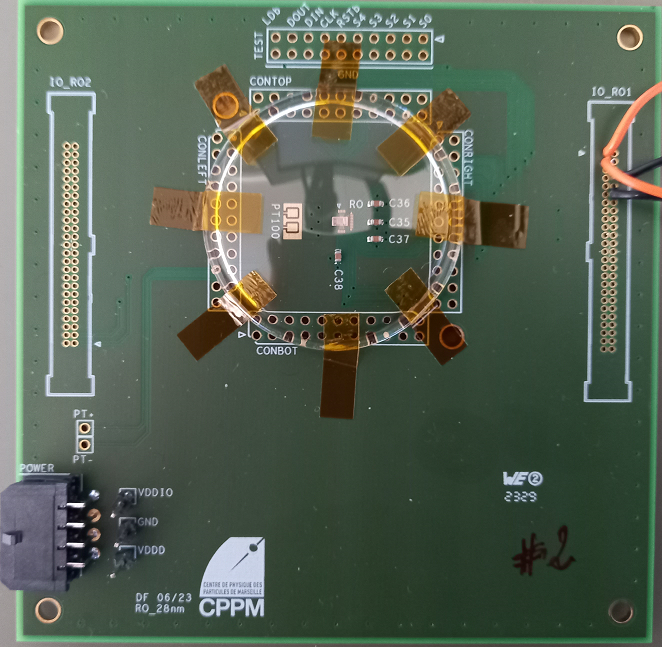 LD6 DOUT DIN CLK RSTb S4 S3 S2 S1 S0
TEST
GND
CONTOP
IO_RO2
IO_RO1
CONLEFT
CONRIGHT
PT100
RO
C36
C35
C37
C38
CONBOT
PT+
PT-
POWER
VDDIO
GND
VDDD
WE
2329
#2
CENTRE DE PHYSIQUE DES
PARTICULES DE MARSEILLE
CPPM
DF 06/23
RO_28nm